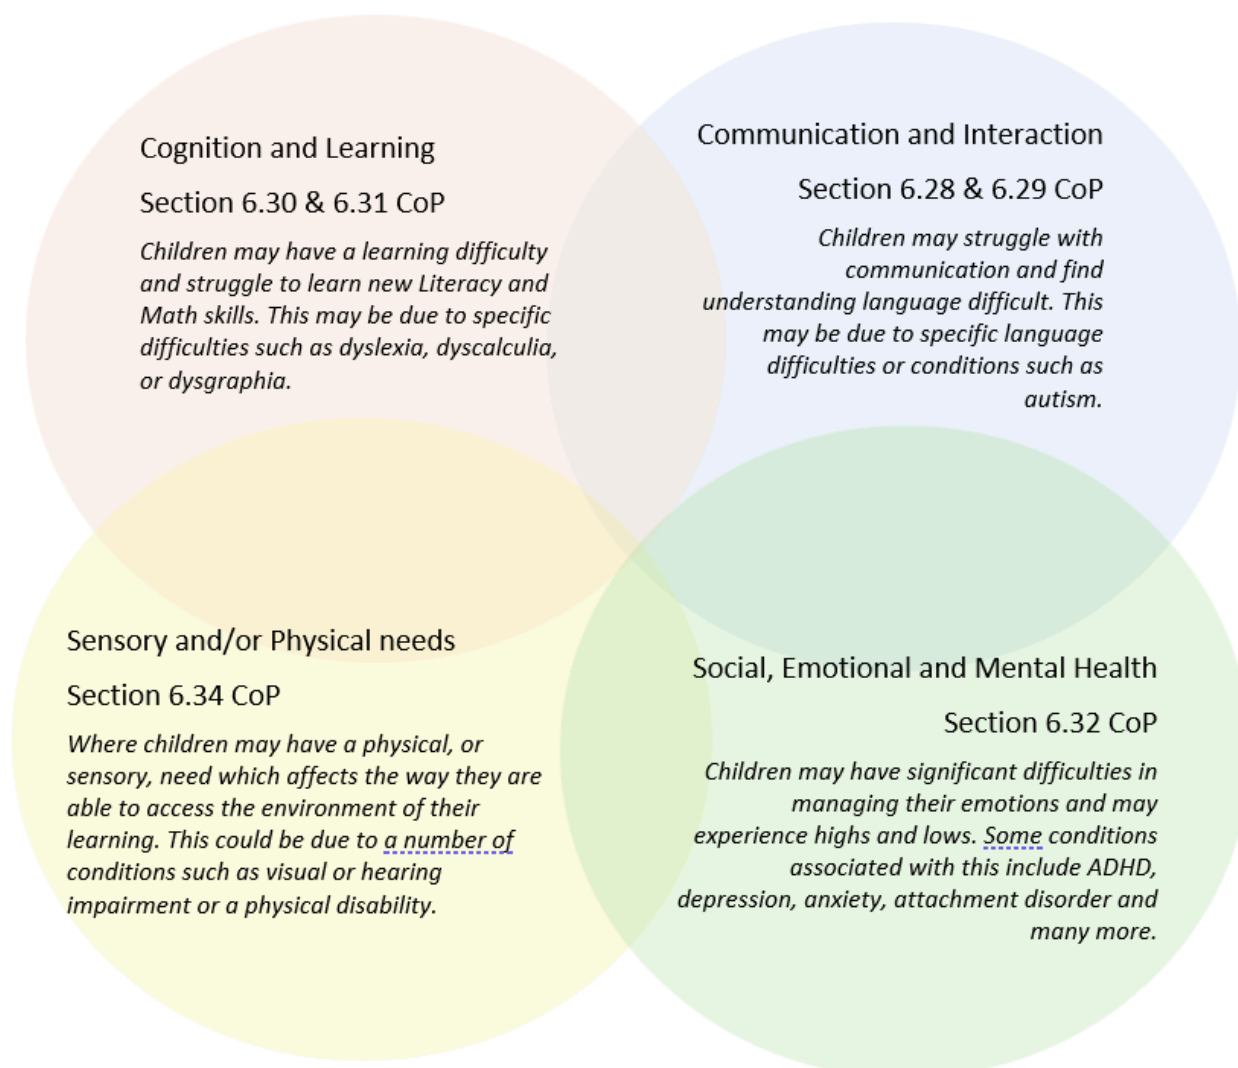 Cognition and Learning
Section 6.30 & 6.31 CoP
Children may have a learning difficulty
and struggle to learn new Literacy and
Math skills. This may be due to specific
difficulties such as dyslexia, dyscalculia,
or dysgraphia.
Communication and Interaction
Section 6.28 & 6.29 CoP
Children may struggle with
communication and find
understanding language difficult. This
may be due to specific language
difficulties or conditions such as
autism.
Sensory and/or Physical needs
Section 6.34 CoP
Where children may have a physical, or
sensory, need which affects the way they are
able to access the environment of their
learning. This could be due to a number of
conditions such as visual or hearing
impairment or a physical disability.
Social, Emotional and Mental Health
Section 6.32 CoP
Children may have significant difficulties in
managing their emotions and may
experience highs and lows. Some conditions
associated with this include ADHD,
depression, anxiety, attachment disorder and
many more.